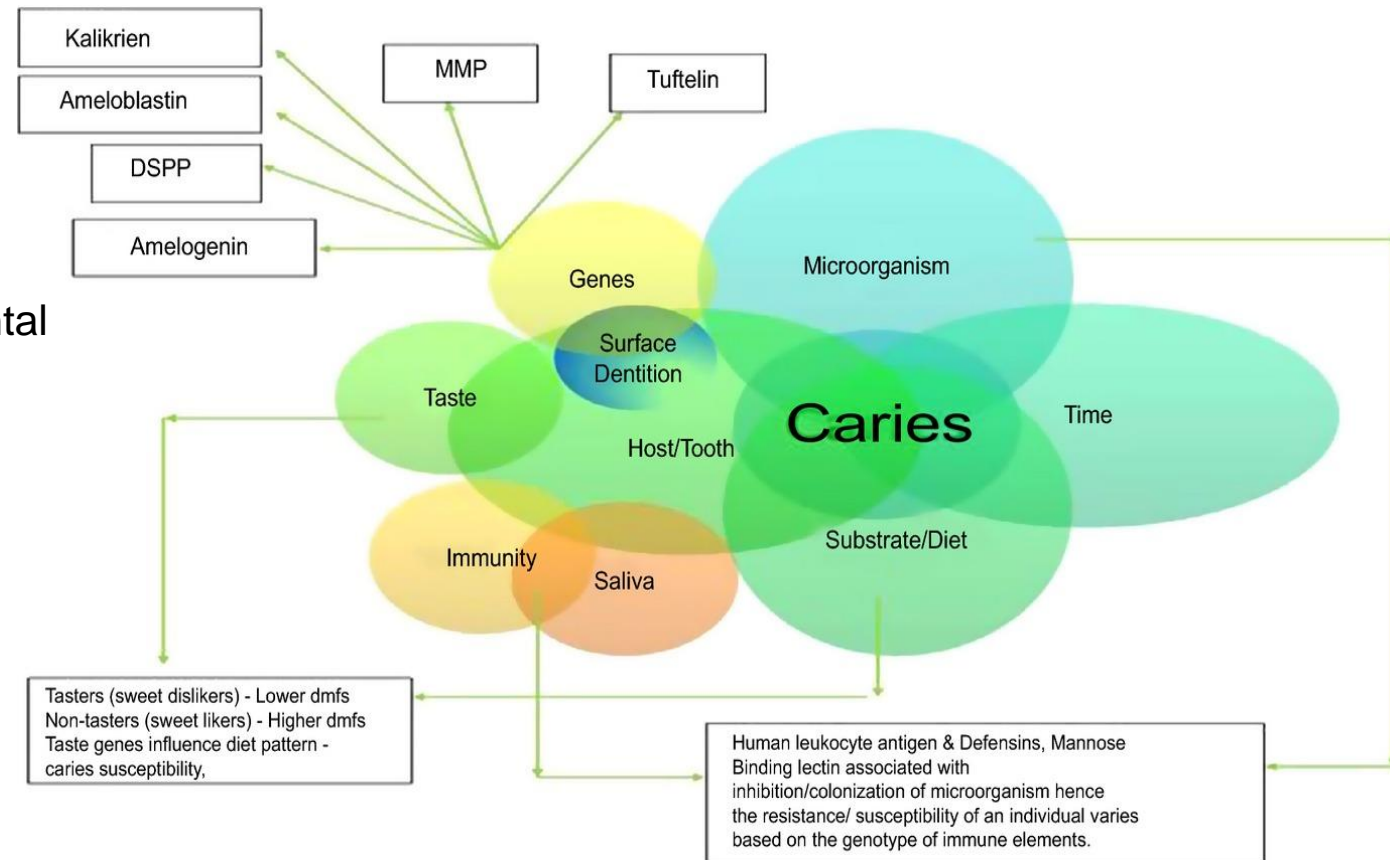 Kalikrien
MMP
Tuftelin
Ameloblastin
DSPP
Amelogenin
Genes
Microorganism
ntal
Surface
Dentition
Taste
Caries
Time
Host/Tooth
Substrate/Diet
Immunity
Saliva
Tasters (sweet dislikers) - Lower dmfs
Non-tasters (sweet likers) - Higher dmfs
Taste genes influence diet pattern -
caries susceptibility,
Human leukocyte antigen & Defensins, Mannose
Binding lectin associated with
inhibition/colonization of microorganism hence
the resistance/ susceptibility of an individual varies
based on the genotype of immune elements.